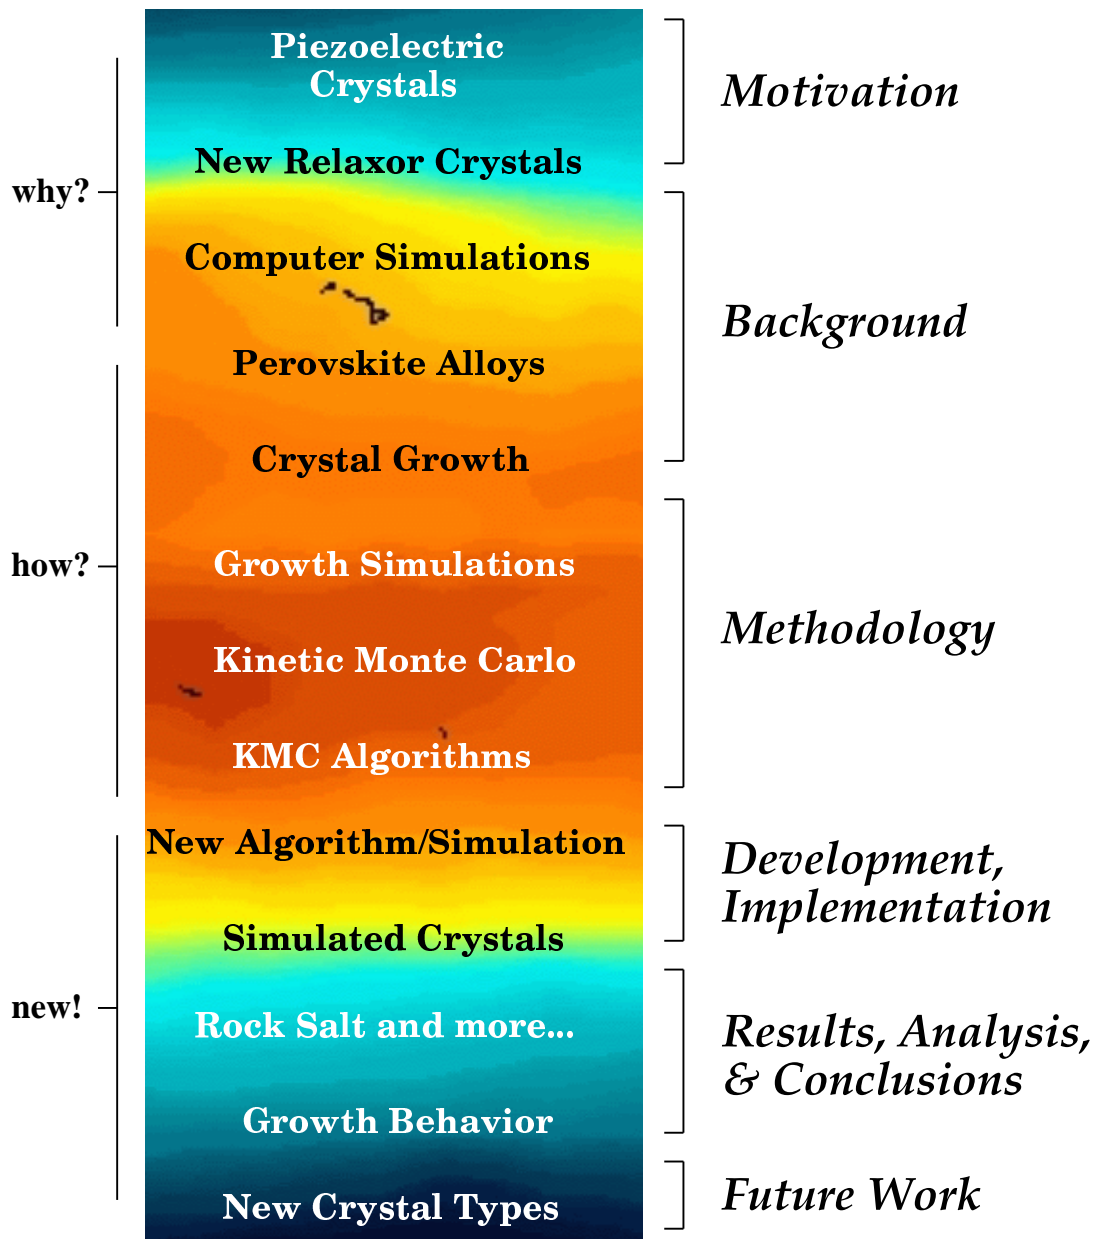 Piezoelectric
Crystals
New Relaxor Crystals
Computer Simulations
Perovskite Alloys
Crystal Growth
Growth Simulations
Kinetic Monte Carlo
KMC Algorithms
New Algorithm/Simulation
Simulated Crystals
Rock Salt and more...
Growth Behavior
New Crystal Types
why?
how?
new!
Motivation
Background
Methodology
Development,
Implementation
Results, Analysis,
& Conclusions
Future Work